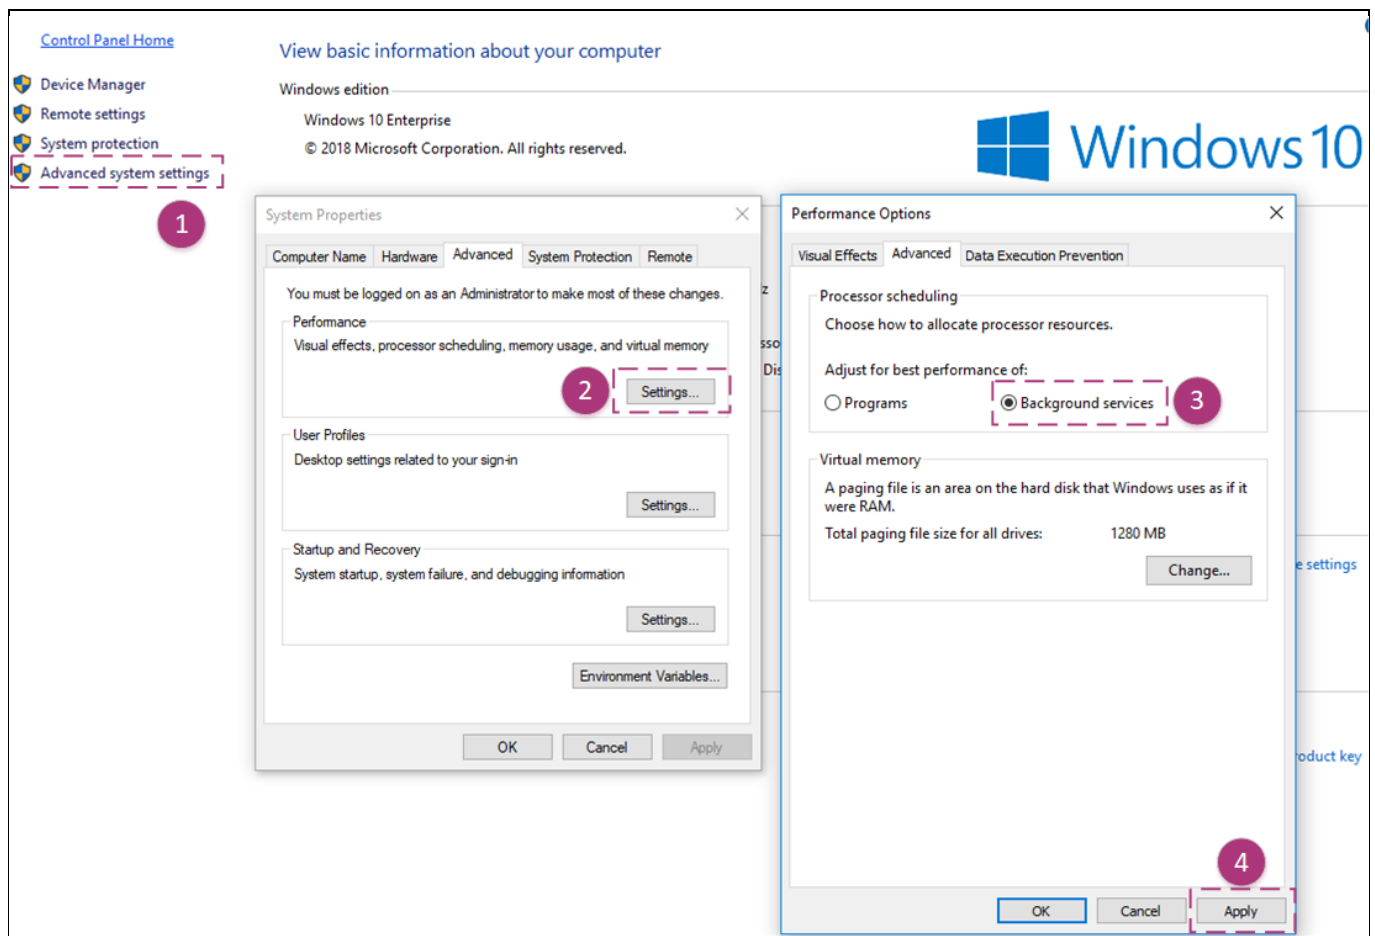 Control Panel Home
Device Manager
Remote settings
System protection
Advanced system settings
1
View basic information about your computer
Windows edition
Windows 10 Enterprise
© 2018 Microsoft Corporation. All rights reserved.
Windows 10
System Properties
Computer Name Hardware Advanced System Protection Remote
You must be logged on as an Administrator to make most of these changes.
Performance
Visual effects, processor scheduling, memory usage, and virtual memory
2
Settings...
User Profiles
Desktop settings related to your sign-in
Settings...
Startup and Recovery
System startup, system failure, and debugging information
Settings...
Environment Variables...
OK Cancel Apply
z
sso
Dis
Performance Options
Visual Effects Advanced Data Execution Prevention
Processor scheduling
Choose how to allocate processor resources.
Adjust for best performance of:
Programs Background services
3
Virtual memory
A paging file is an area on the hard disk that Windows uses as if it
were RAM.
Total paging file size for all drives: 1280 MB
Change...
4
OK Cancel Apply
e settings
roduct key